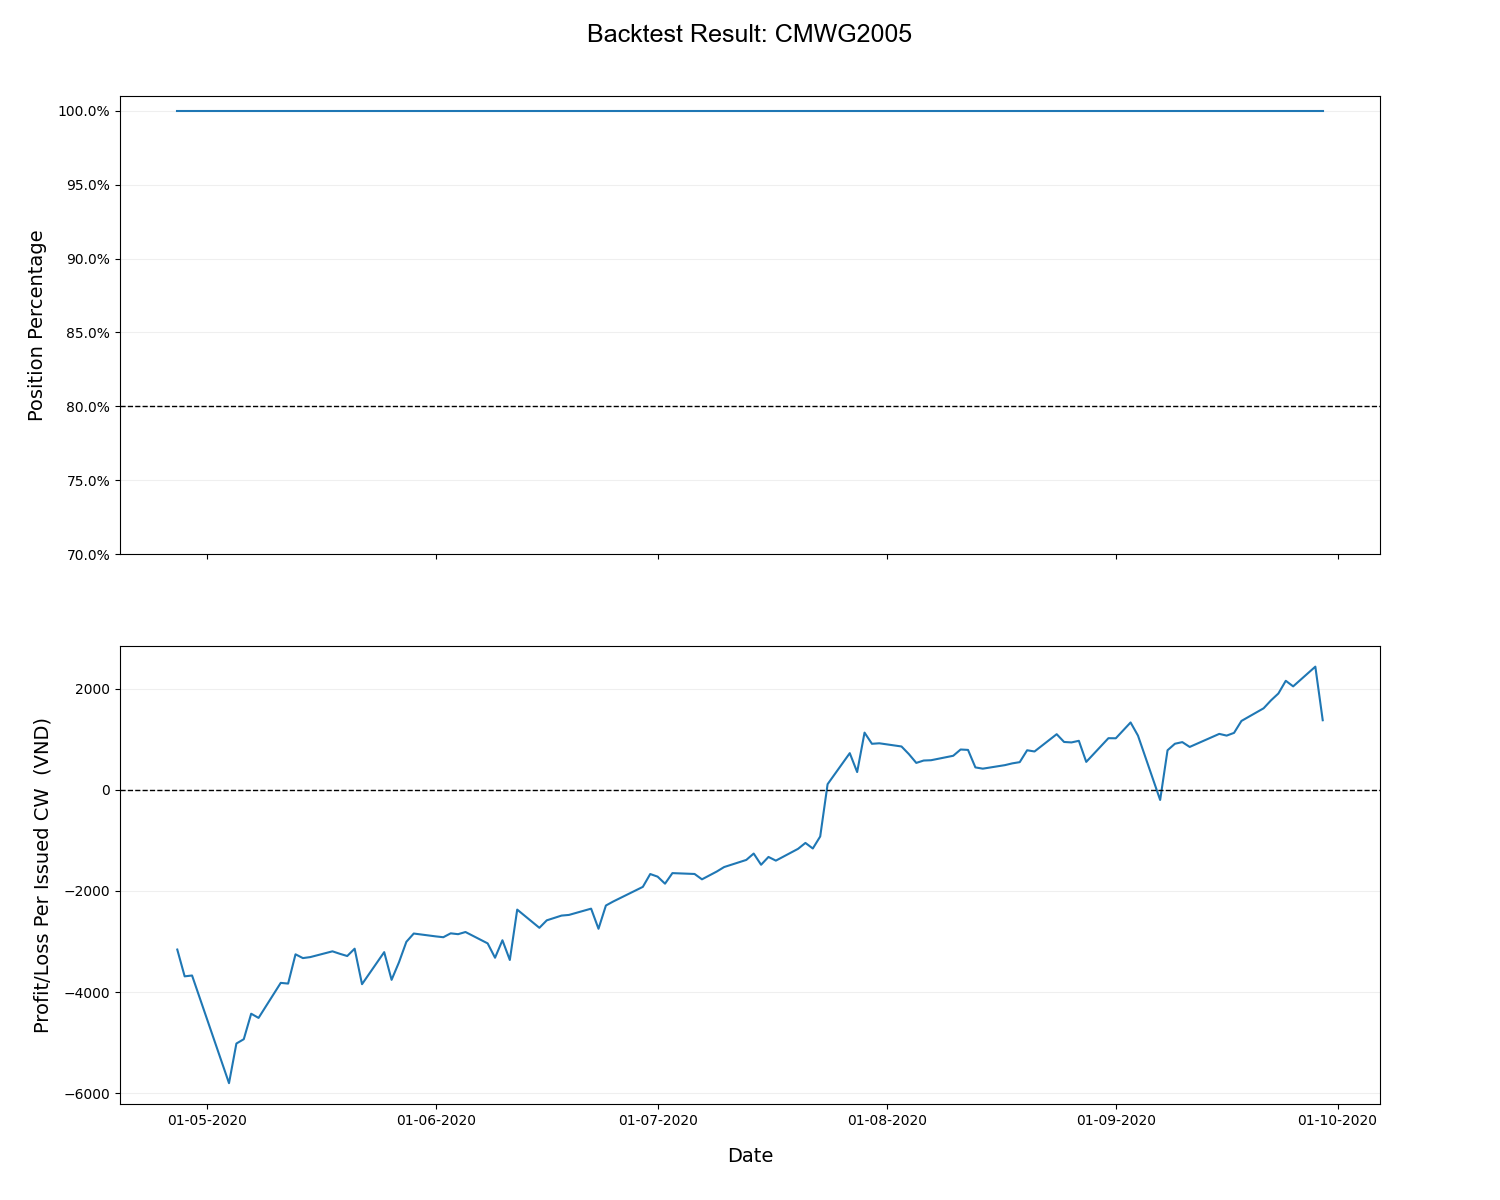 Backtest Result: CMWG2005
Position Percentage
100.0%
95.0%
90.0%
85.0%
80.0%
75.0%
70.0%
Profit/Loss Per Issued CW  (VND)
2000
0
−2000
−4000
−6000
01-05-2020 01-06-2020 01-07-2020 01-08-2020 01-09-2020 01-10-2020
Date